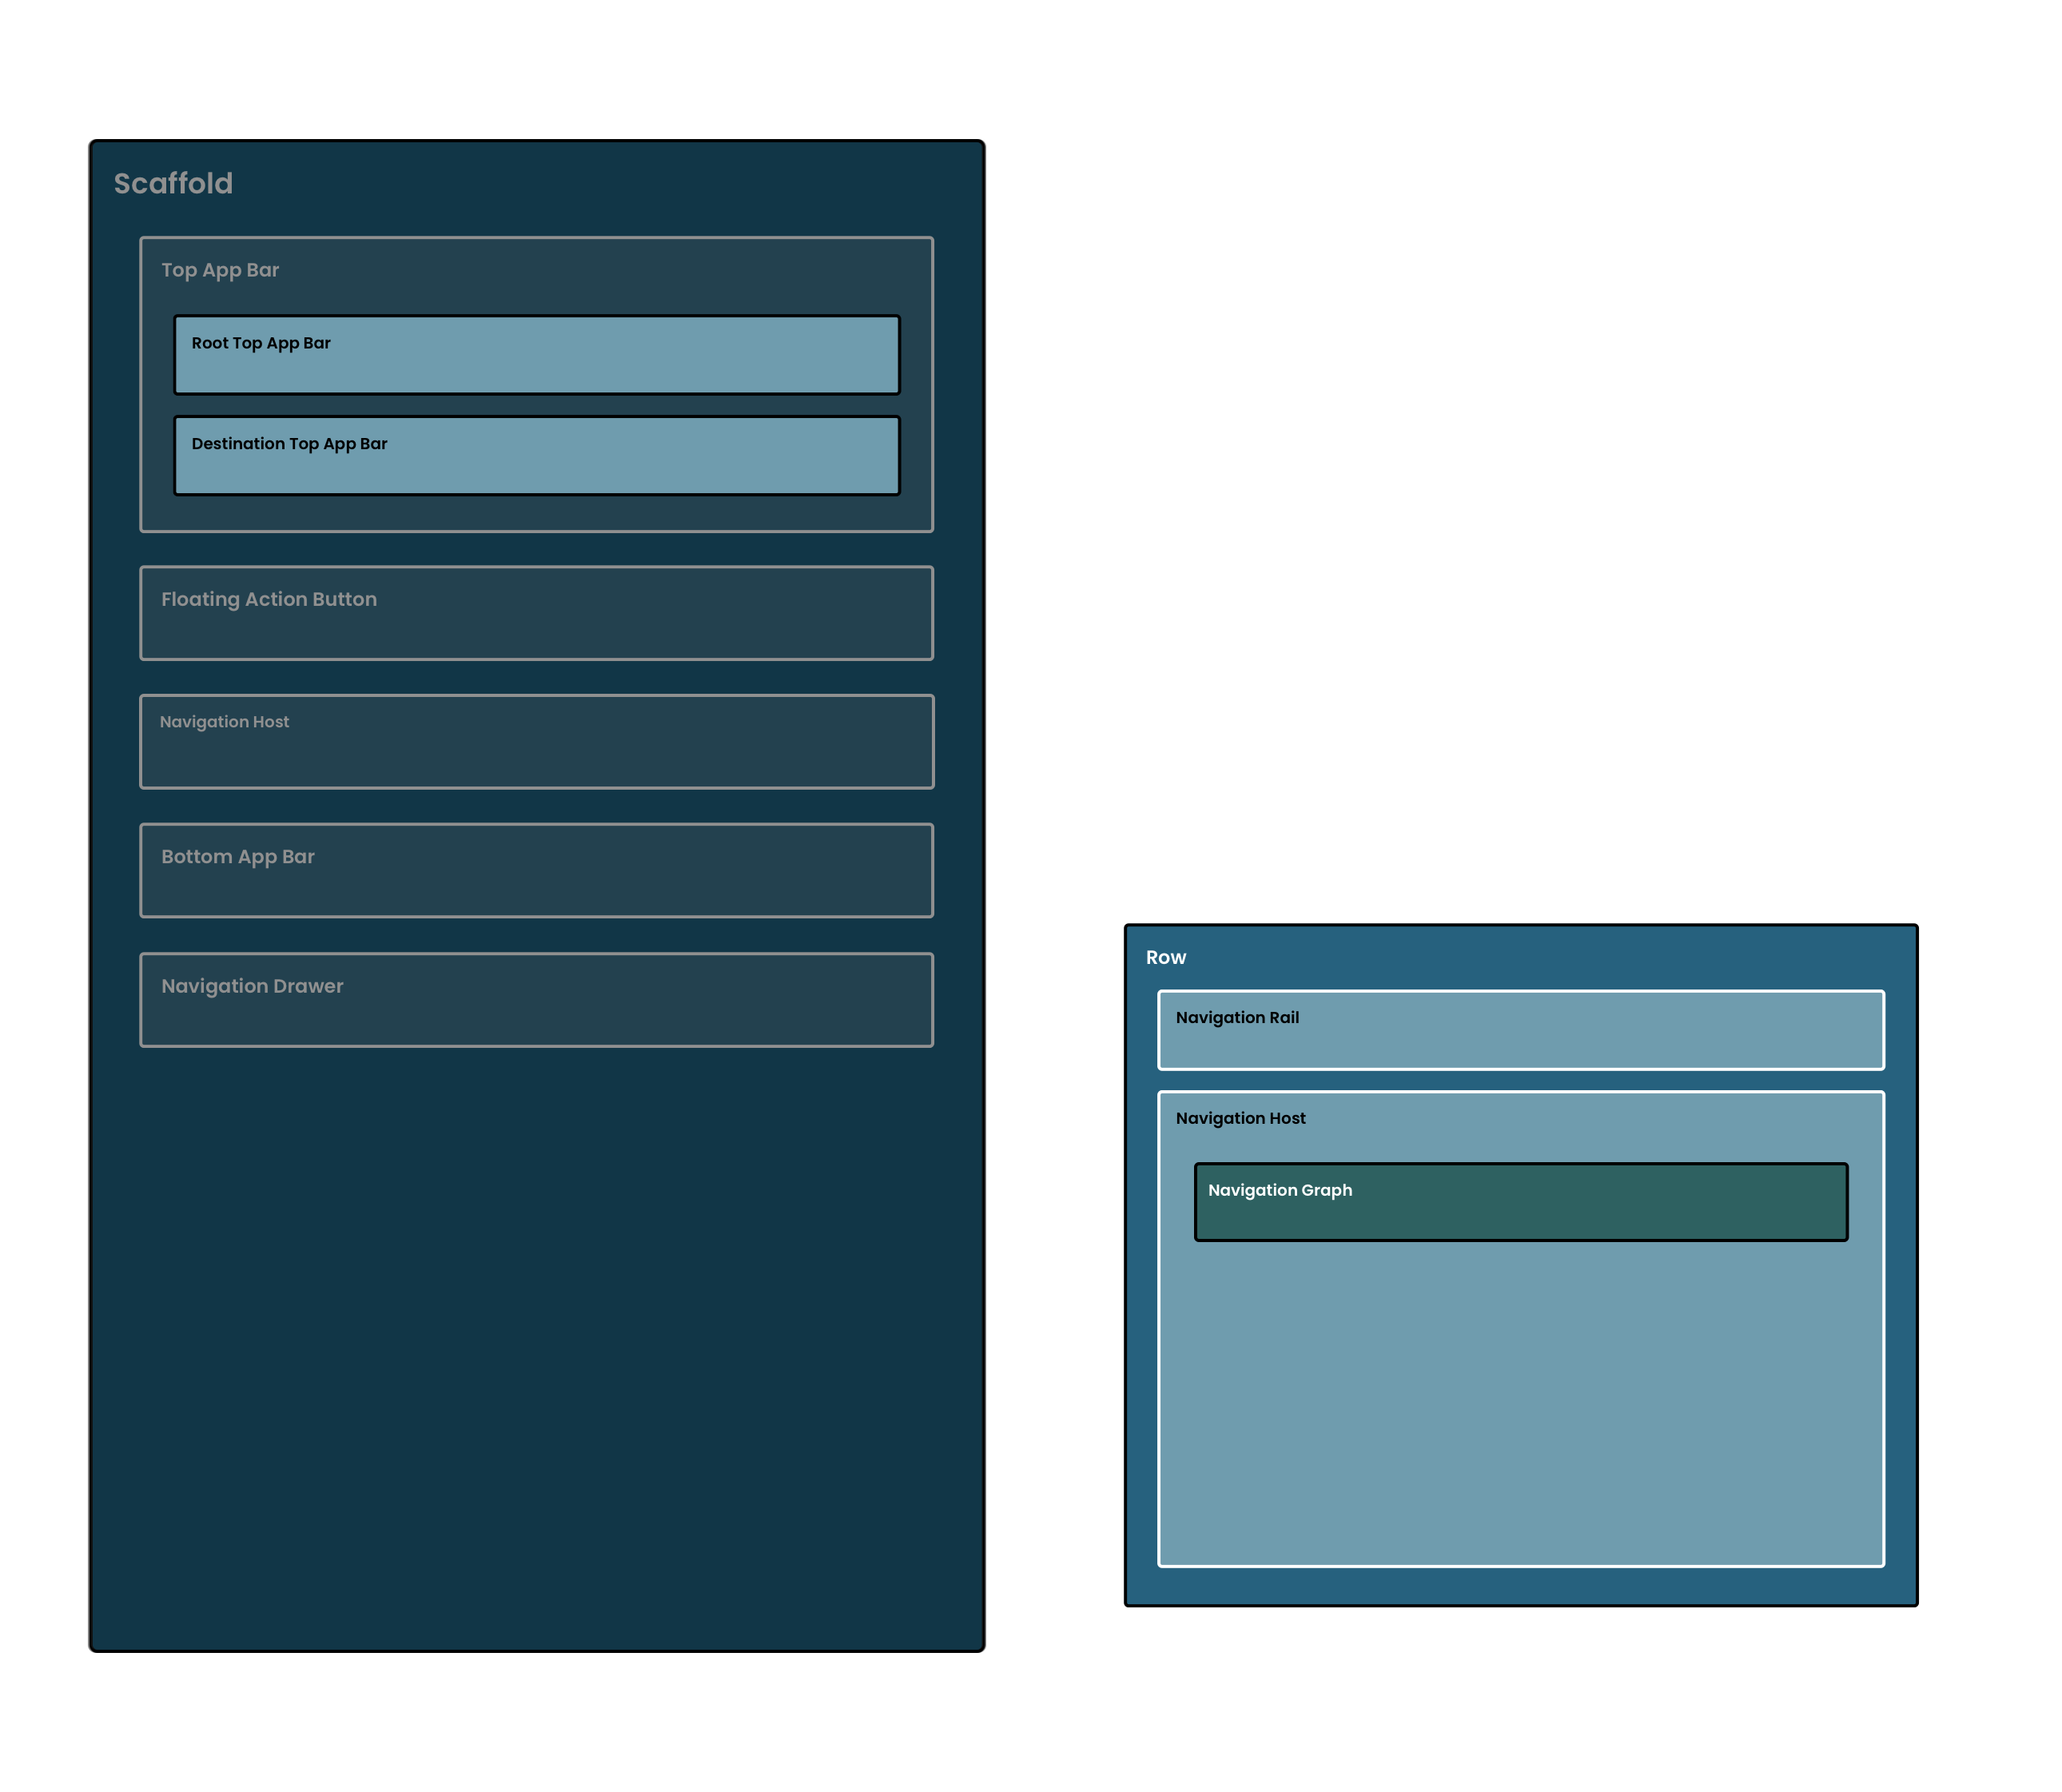 Scaffold
Top App Bar
Root Top App Bar
Destination Top App Bar
Floating Action Button
Navigation Host
Bottom App Bar
Navigation Drawer
Row
Navigation Rail
Navigation Host
Navigation Graph